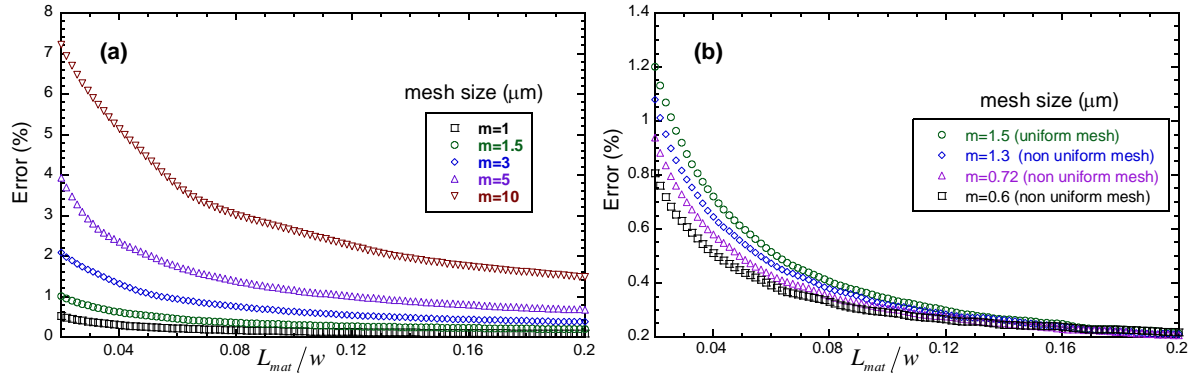 (a)
mesh size (μm)
m=1
m=1.5
m=3
m=5
m=10
Error (%)
8
7
6
5
4
3
2
1
0
0.04
0.08
0.12
0.16
0.2
L_mat/w
(b)
mesh size (μm)
m=1.5 (uniform mesh)
m=1.3 (non uniform mesh)
m=0.72 (non uniform mesh)
m=0.6 (non uniform mesh)
Error (%)
1.4
1.2
1
0.8
0.6
0.4
0.2
0.04
0.08
0.12
0.16
0.2
L_mat/w